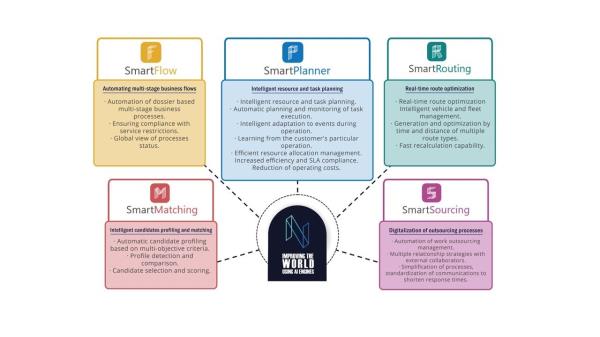 F
SmartFlow
Automating multi-stage business flows
· Automation of dossier based
multi-stage business
processes.
· Ensuring compliance with
service restrictions.
· Global view of processes
status.
P
SmartPlanner
Intelligent resource and task planning
· Intelligent resource and task planning.
· Automatic planning and monitoring of task
execution.
· Intelligent adaptation to events during
operation.
· Learning from the customer's particular
operation.
· Efficient resource allocation management.
Increased efficiency and SLA compliance.
Reduction of operating costs.
R
SmartRouting
Real-time route optimization
· Real-time route optimization
Intelligent vehicle and fleet
management.
· Generation and optimization by
time and distance of multiple
route types.
· Fast recalculation capability.
M
SmartMatching
Intelligent candidates profiling and matching
· Automatic candidate profiling
based on multi-objective criteria.
· Profile detection and
comparison.
· Candidate selection and scoring.
N
IMPROVING THE
WORLD
USING AI ENGINES
S
SmartSourcing
Digitalization of outsourcing processes
· Automation of work outsourcing
management.
· Multiple relationship strategies with
external collaborators.
· Simplification of processes,
standardization of communications to
shorten response times.